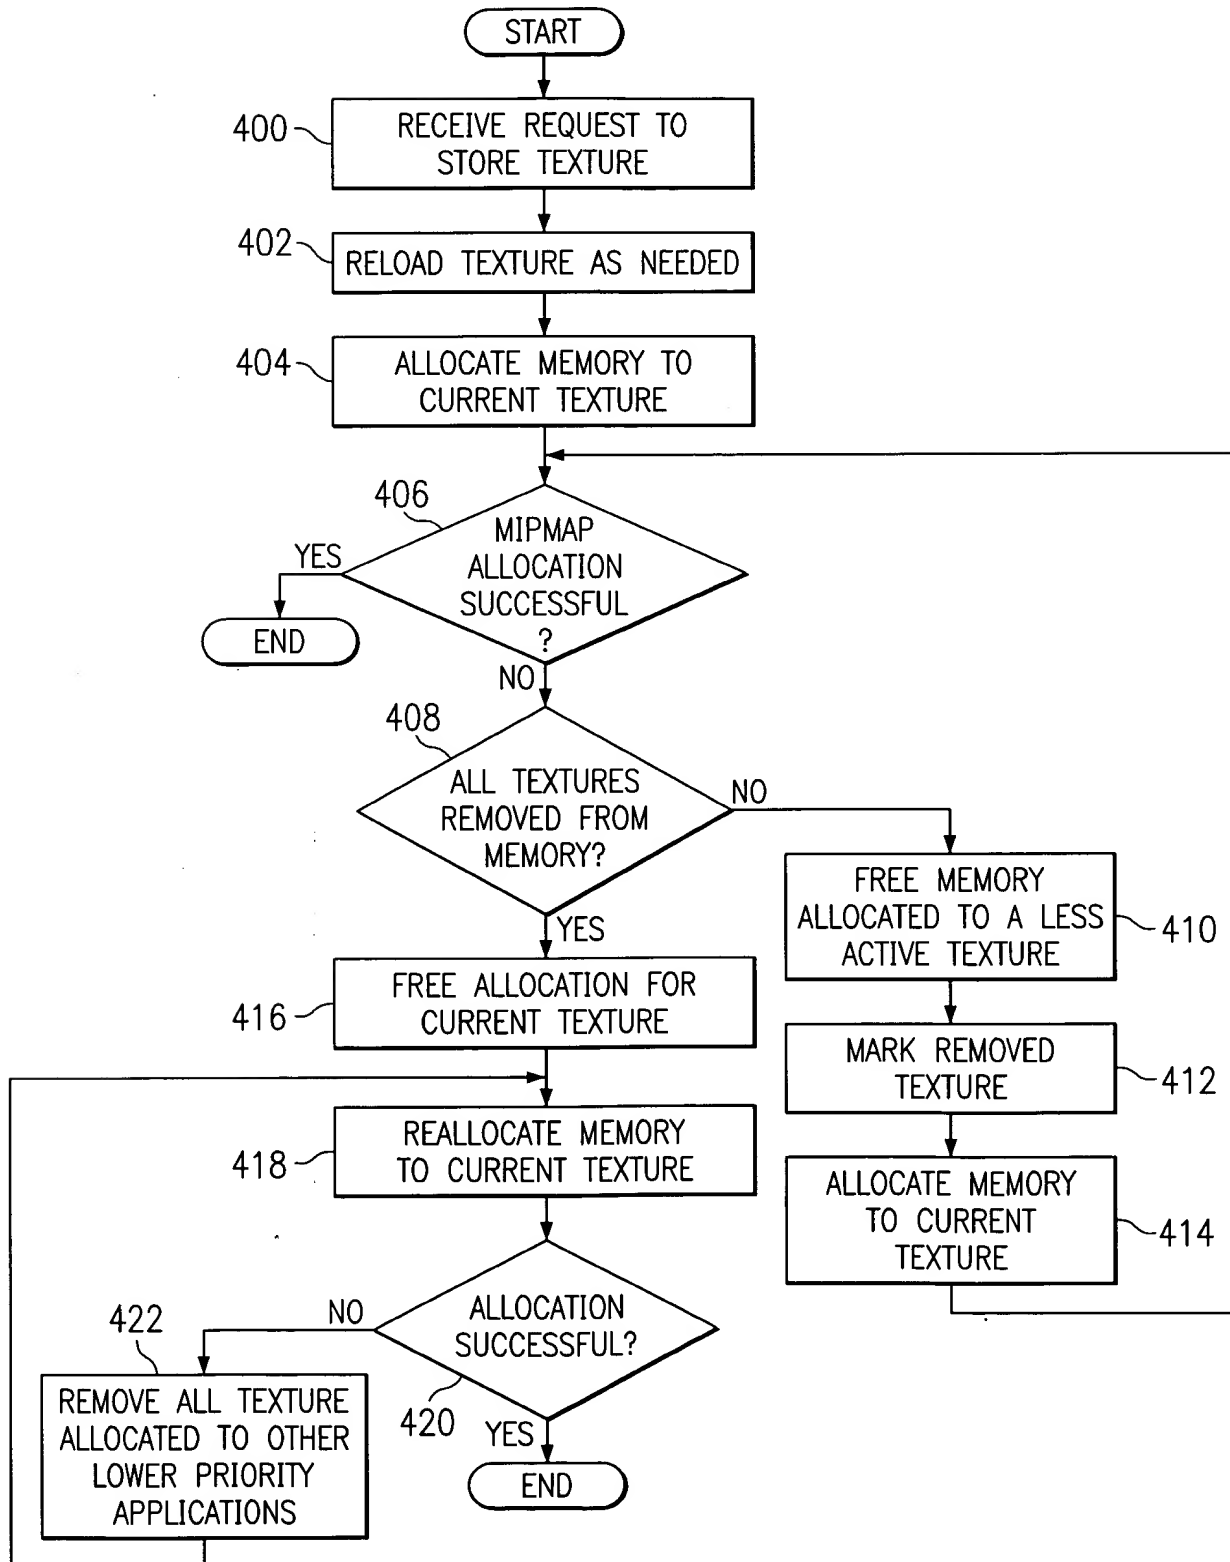 START
400
RECEIVE REQUEST TO
STORE TEXTURE
402
RELOAD TEXTURE AS NEEDED
404
ALLOCATE MEMORY TO
CURRENT TEXTURE
406
MIPMAP
ALLOCATION
SUCCESSFUL
?
YES
END
NO
408
ALL TEXTURES
REMOVED FROM
MEMORY?
NO
FREE MEMORY
ALLOCATED TO A LESS
ACTIVE TEXTURE
410
MARK REMOVED
TEXTURE
412
ALLOCATE MEMORY
TO CURRENT
TEXTURE
414
YES
FREE ALLOCATION FOR
CURRENT TEXTURE
416
REALLOCATE MEMORY
TO CURRENT TEXTURE
418
ALLOCATION
SUCCESSFUL?
420
NO
422
REMOVE ALL TEXTURE
ALLOCATED TO OTHER
LOWER PRIORITY
APPLICATIONS
YES
END